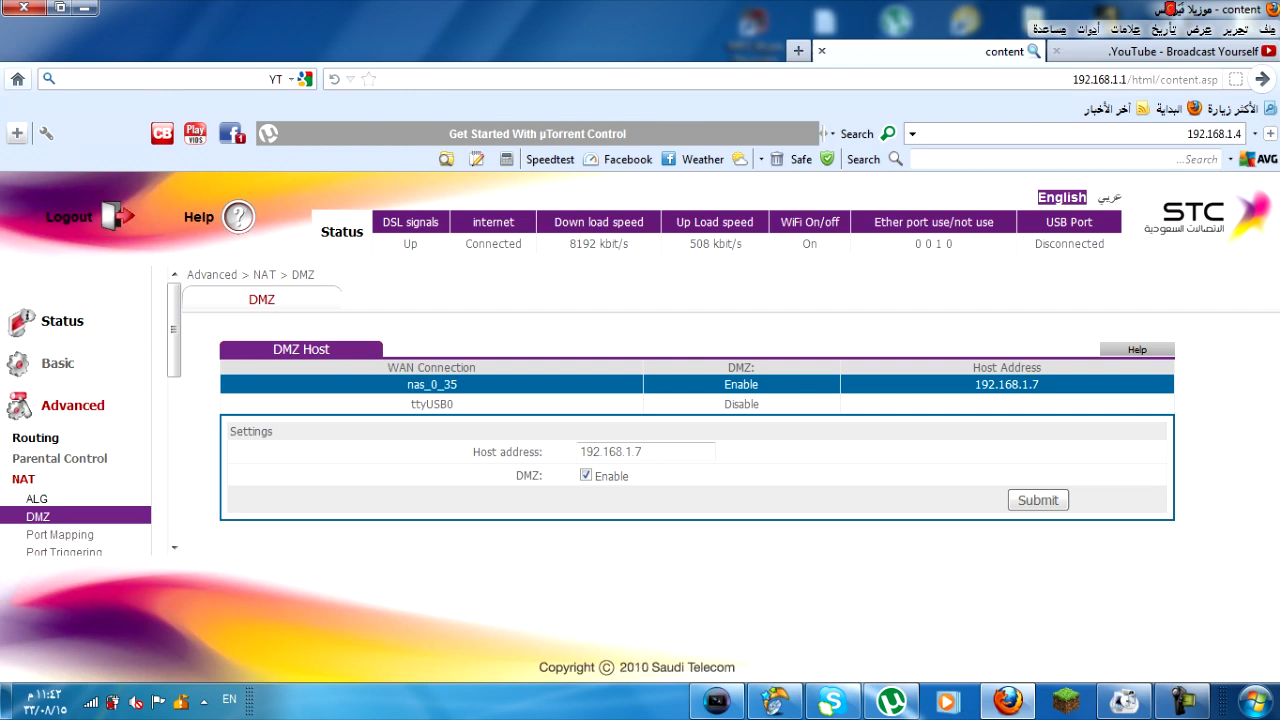 content - موزيلا
ملف تحرير عرض تأريخ علامات أدوات مساعدة
YouTube - Broadcast Yourself.
content
192.168.1.1/html/content.asp
YT
الأكثر زيارة
البداية
آخر الأخبار
CB
Play VIDS
1
Get Started With µTorrent Control
Search
192.168.1.4
Speedtest
Facebook
Weather
Safe
Search
Search...
AVG
Logout
Help
English
عربي
STC
الاتصالات السعودية
Status
DSL signals
internet
Down load speed
Up Load speed
WiFi On/off
Ether port use/not use
USB Port
Up
Connected
8192 kbit/s
508 kbit/s
On
0 0 1 0
Disconnected
Advanced > NAT > DMZ
DMZ
Status
Basic
Advanced
Routing
Parental Control
NAT
ALG
DMZ
Port Mapping
Port Triggering
DMZ Host
Help
WAN Connection
DMZ:
Host Address
nas_0_35
Enable
192.168.1.7
ttyUSB0
Disable
Settings
Host address:
192.168.1.7
DMZ:
Enable
Submit
Copyright © 2010 Saudi Telecom
١١:٤٢ م
٣٢/٠٨/١٥
EN